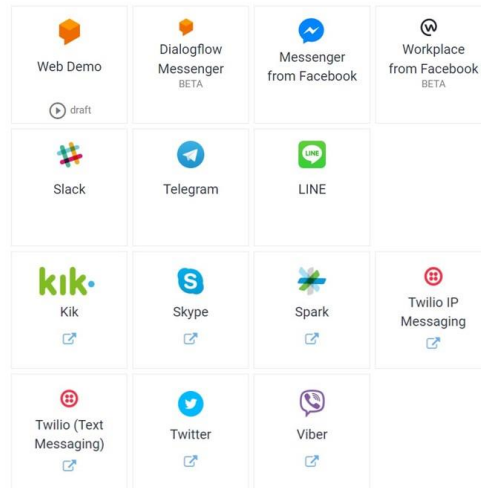 Web Demo
draft
Dialogflow
Messenger
BETA
Messenger
from Facebook
Workplace
from Facebook
BETA
Slack
Telegram
LINE
LINE
kik.
Kik
S
Skype
Spark
Twilio IP
Messaging
Twilio (Text
Messaging)
Twitter
Viber